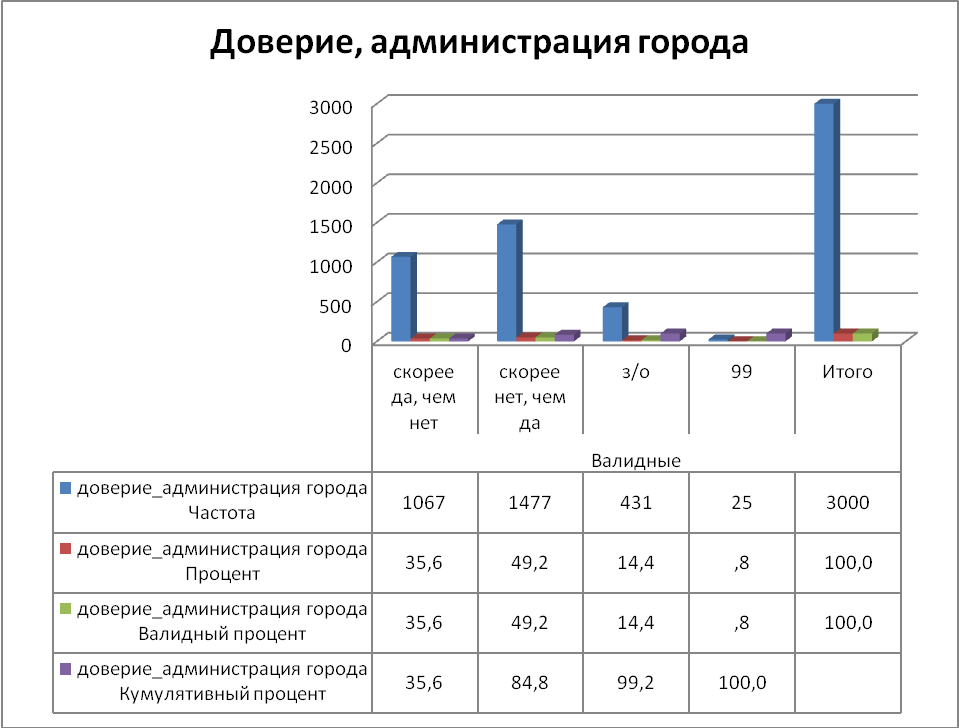 Доверие, администрация города
3000
2500
2000
1500
1000
500
0
скорее да, чем нет
скорее нет, чем да
з/о
99
Итого
Валидные
доверие_администрация города Частота 1067 1477 431 25 3000
доверие_администрация города Процент 35,6 49,2 14,4 ,8 100,0
доверие_администрация города Валидный процент 35,6 49,2 14,4 ,8 100,0
доверие_администрация города Кумулятивный процент 35,6 84,8 99,2 100,0